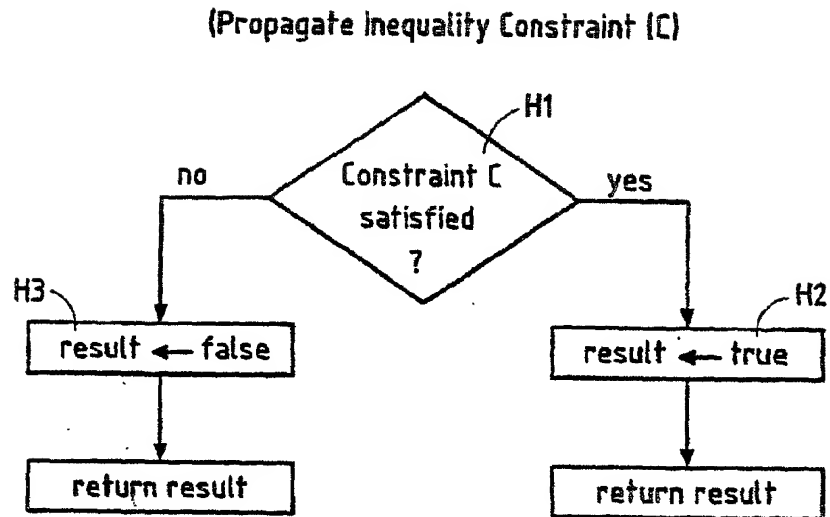 (Propagate Inequality Constraint (C)
H1
no
Constraint C
yes
satisfied
?
H3
H2
result ← false
result ← true
return result
return result